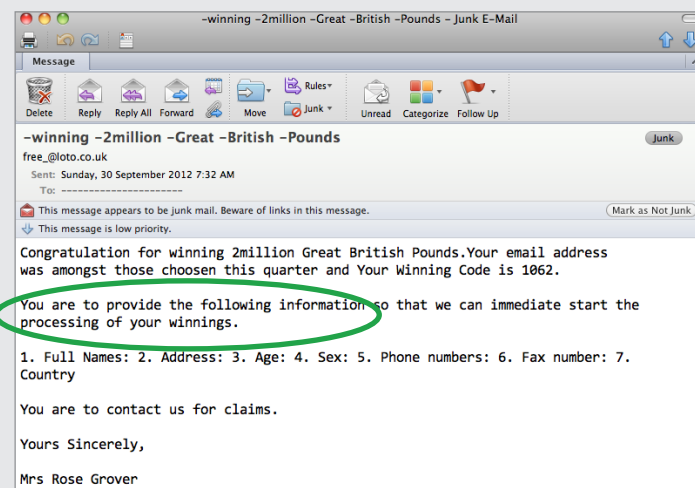 -winning -2million -Great -British -Pounds - Junk E-Mail
Message
Delete Reply Reply All Forward Move Rules Junk Unread Categorize Follow Up
-winning -2million -Great -British -Pounds
Junk
free_@loto.co.uk
Sent: Sunday, 30 September 2012 7:32 AM
To: ----------------------
This message appears to be junk mail. Beware of links in this message.
Mark as Not Junk
This message is low priority.
Congratulation for winning 2million Great British Pounds.Your email address
was amongst those choosen this quarter and Your Winning Code is 1062.
You are to provide the following information so that we can immediate start the
processing of your winnings.
1. Full Names: 2. Address: 3. Age: 4. Sex: 5. Phone numbers: 6. Fax number: 7.
Country
You are to contact us for claims.
Yours Sincerely,
Mrs Rose Grover